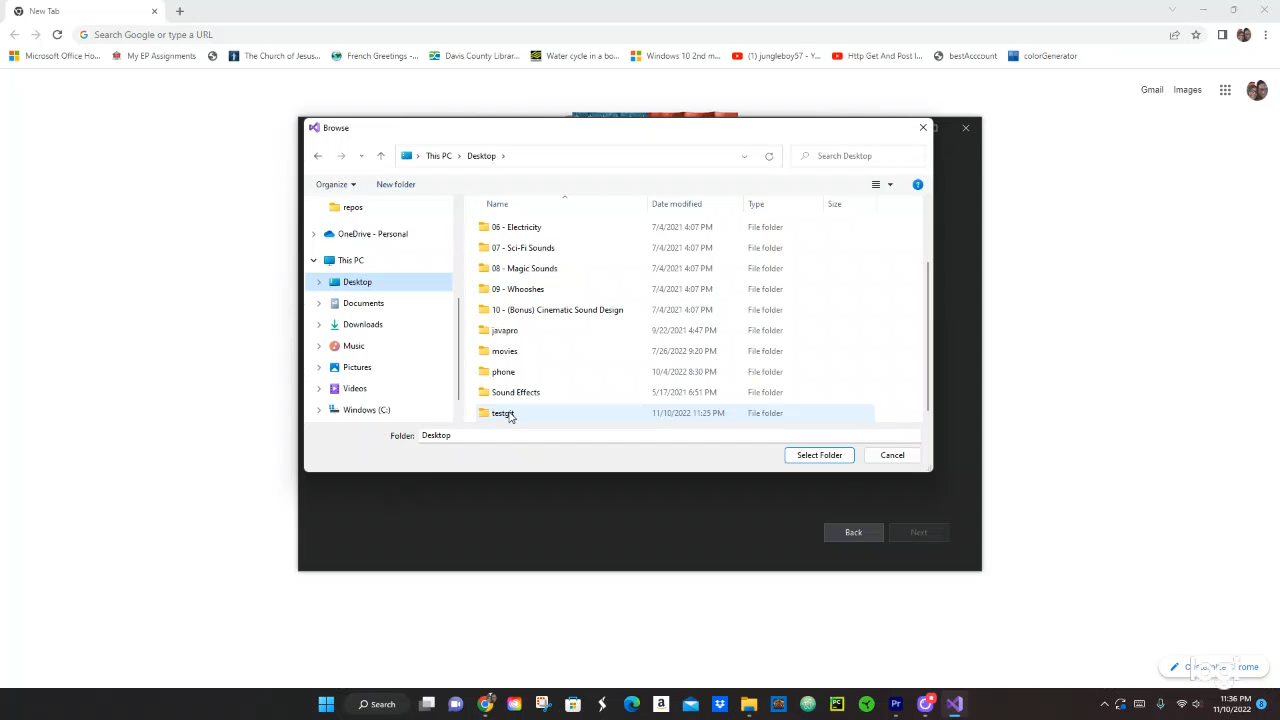 New Tab
Search Google or type a URL
Microsoft Office Ho... My EP Assignments The Church of Jesus... French Greetings -... Davis County Librar... Water cycle in a bo... Windows 10 2nd m... (1) jungleboy57 - Y... Http Get And Post I... bestAcccount colorGenerator
Gmail Images
Browse
This PC > Desktop >
Search Desktop
Organize New folder
Name Date modified Type Size
repos
OneDrive - Personal
This PC
Desktop
Documents
Downloads
Music
Pictures
Videos
Windows (C:)
06 - Electricity 7/4/2021 4:07 PM File folder
07 - Sci-Fi Sounds 7/4/2021 4:07 PM File folder
08 - Magic Sounds 7/4/2021 4:07 PM File folder
09 - Whooshes 7/4/2021 4:07 PM File folder
10 - (Bonus) Cinematic Sound Design 7/4/2021 4:07 PM File folder
javapro 9/22/2021 4:47 PM File folder
movies 7/26/2022 9:20 PM File folder
phone 10/4/2022 8:30 PM File folder
Sound Effects 5/17/2021 6:51 PM File folder
testgit 11/10/2022 11:25 PM File folder
Folder: Desktop
Select Folder Cancel
Back Next
logi
Search
11:36 PM
11/10/2022